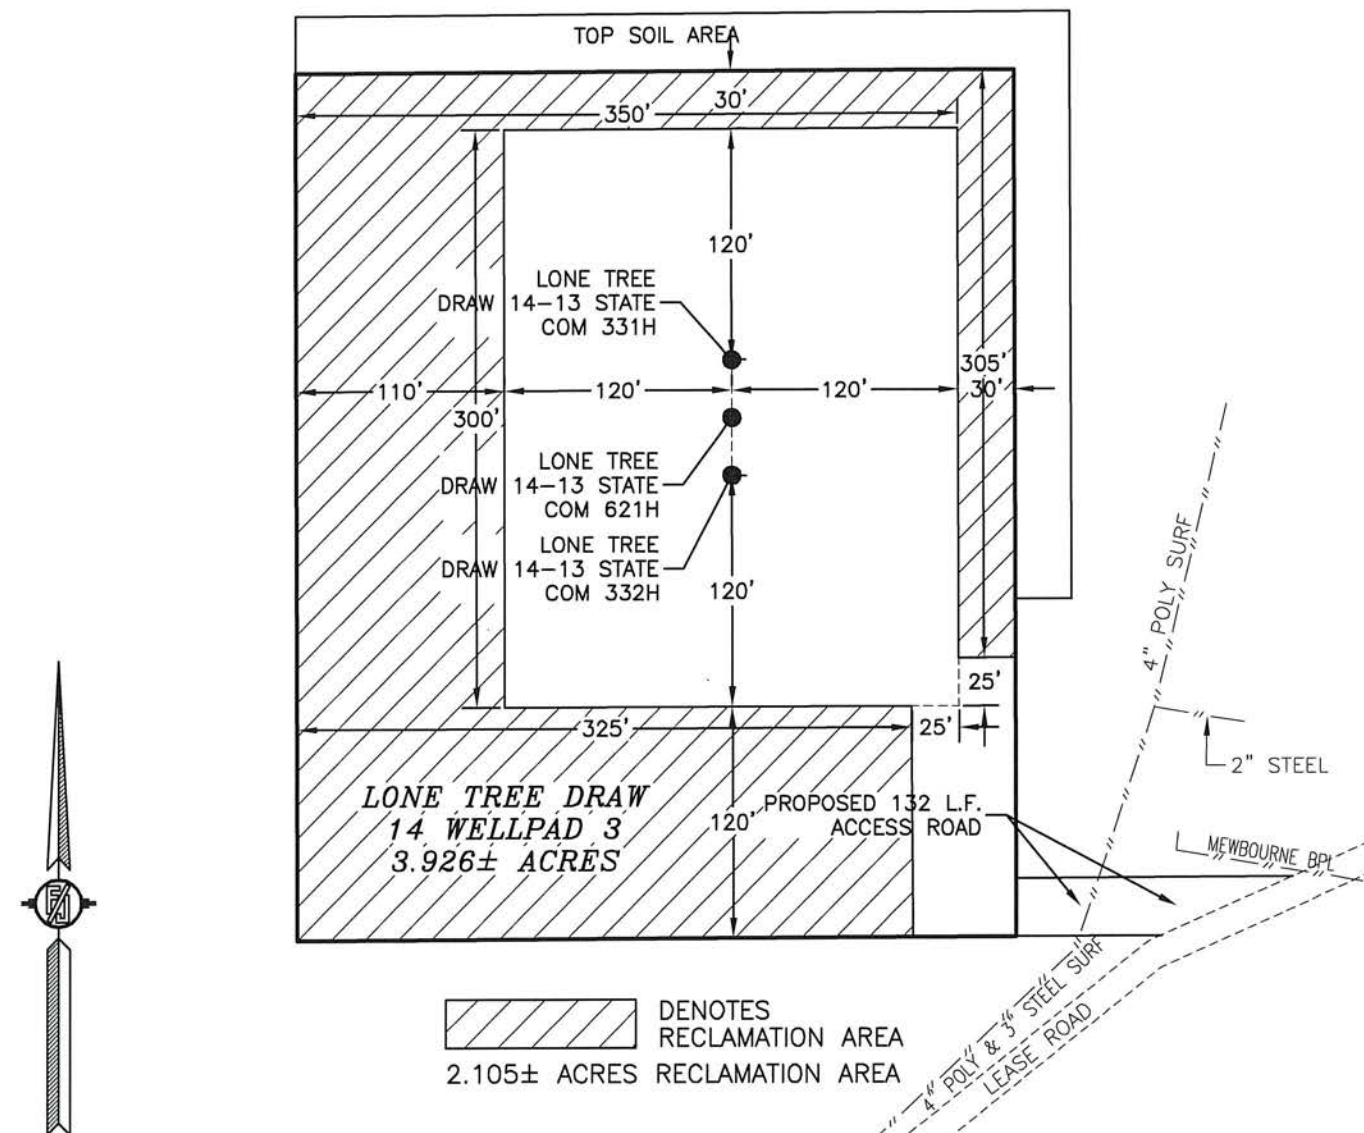 TOP SOIL AREA
30'
350'
120'
LONE TREE
DRAW 14-13 STATE
COM 331H
305'
110'
120'
120'
30'
300'
LONE TREE
DRAW 14-13 STATE
COM 621H
LONE TREE
DRAW 14-13 STATE
COM 332H
120'
4" POLY SURF
25'
325'
25'
2" STEEL
LONE TREE DRAW
14 WELLPAD 3
3.926± ACRES
120'
PROPOSED 132 L.F.
ACCESS ROAD
MEWBOURNE BPL
4" POLY & 3" STEEL SURF
LEASE ROAD
DENOTES
RECLAMATION AREA
2.105± ACRES RECLAMATION AREA